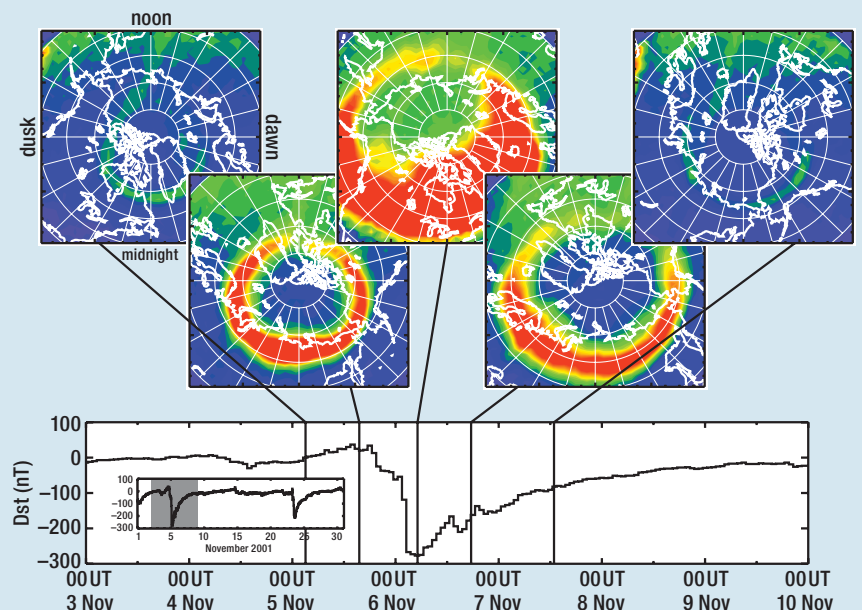 noon
dusk
dawn
midnight
100
0
−100
−200
−300
Dst (nT)
100
0
−100
−200
−300
1 5 10 15 20 25 30
November 2001
00UT 00UT 00UT 00UT 00UT 00UT 00UT 00UT
3 Nov 4 Nov 5 Nov 6 Nov 7 Nov 8 Nov 9 Nov 10 Nov